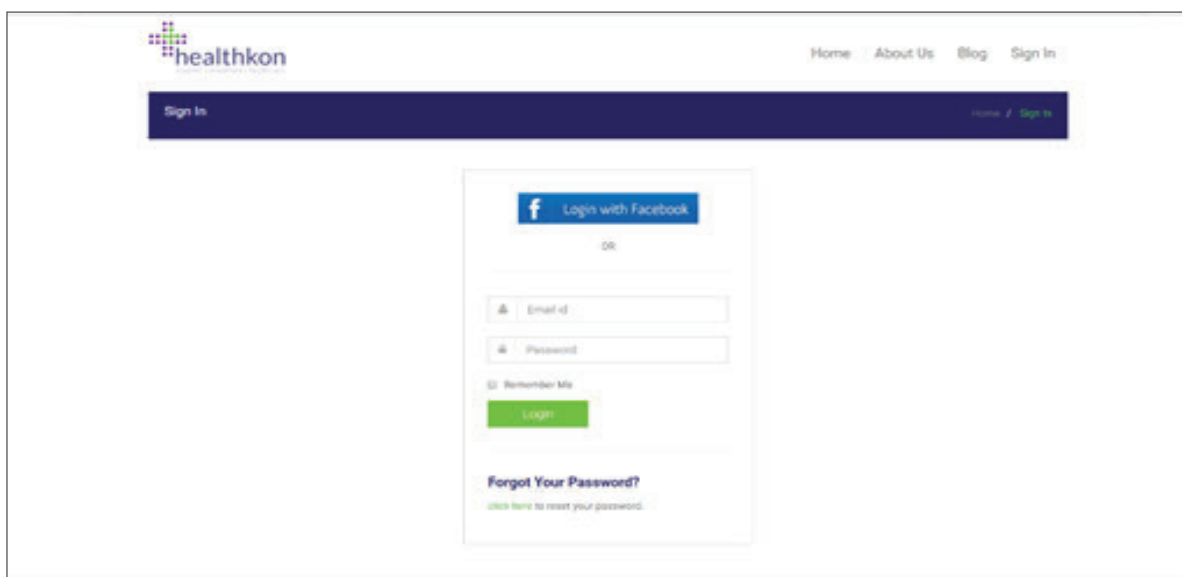 healthkon
Home About Us Blog Sign In
Sign In
Home / Sign In
f Login with Facebook
OR
Email id
Password
Remember Me
Login
Forgot Your Password?
click here to reset your password.